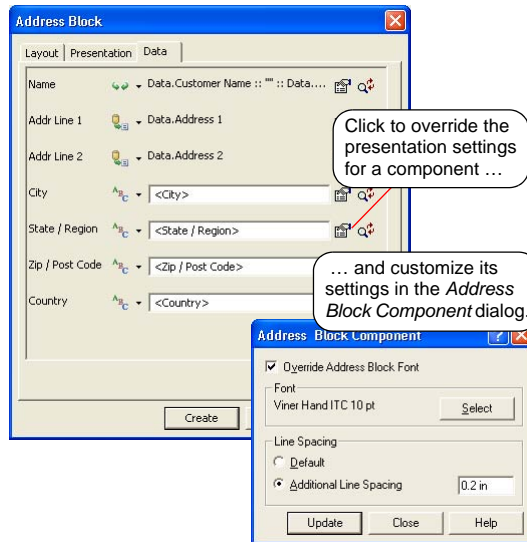 Address Block
Layout Presentation Data
Name Data.Customer Name :: "" :: Data....
Addr Line 1 Data.Address 1
Addr Line 2 Data.Address 2
City ABC <City>
State / Region ABC <State / Region>
Zip / Post Code ABC <Zip / Post Code>
Country ABC <Country>
Create
Click to override the
presentation settings
for a component …
… and customize its
settings in the Address
Block Component dialog.
Address Block Component
Override Address Block Font
Font
Viner Hand ITC 10 pt Select
Line Spacing
Default
Additional Line Spacing 0.2 in
Update Close Help